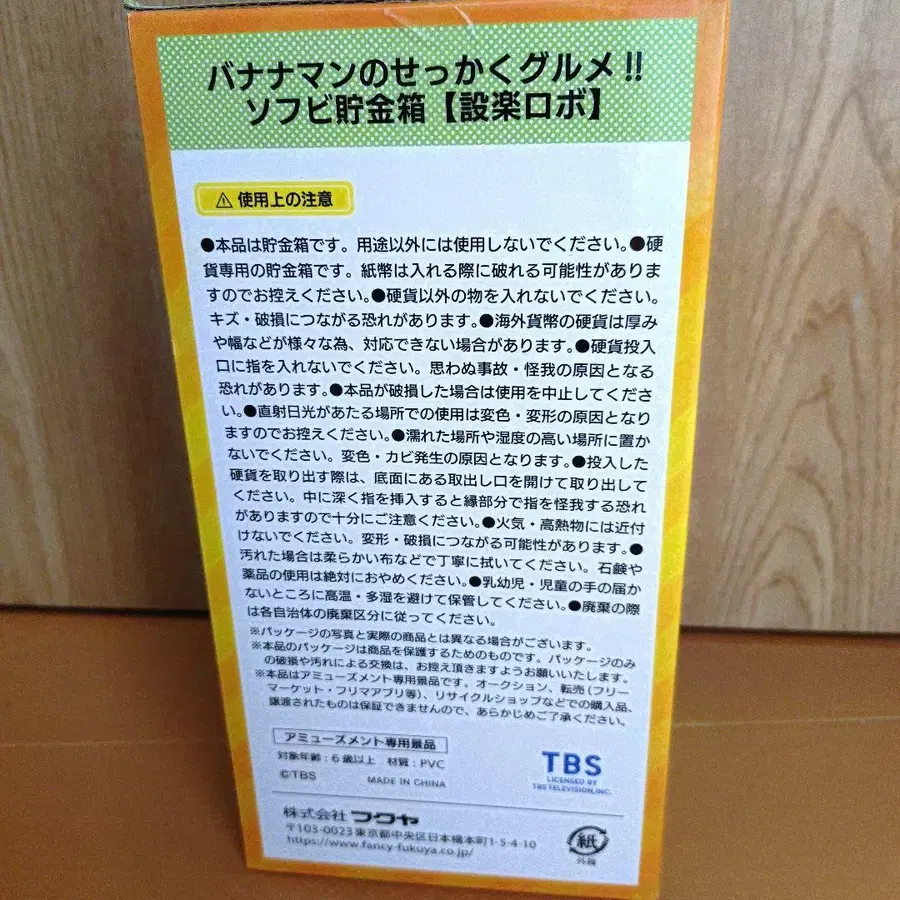 バナナマンのせっかくグルメ!!
ソフビ貯金箱【設楽ロボ】
⚠ 使用上の注意
●本品は貯金箱です。用途以外には使用しないでください。●硬
貨専用の貯金箱です。紙幣は入れる際に破れる可能性がありま
すのでお控えください。●硬貨以外の物を入れないでください。
キズ・破損につながる恐れがあります。●海外貨幣の硬貨は厚み
や幅などが様々な為、対応できない場合があります。●硬貨投入
口に指を入れないでください。思わぬ事故・怪我の原因となる
恐れがあります。●本品が破損した場合は使用を中止してくださ
い。●直射日光があたる場所での使用は変色・変形の原因となり
ますのでお控えください。●濡れた場所や湿度の高い場所に置か
ないでください。変色・カビ発生の原因となります。●投入した
硬貨を取り出す際は、底面にある取出し口を開けて取り出して
ください。中に深く指を挿入すると縁部分で指を怪我する恐れ
がありますので十分にご注意ください。●火気・高熱物には近付
けないでください。変形・破損につながる可能性があります。●
汚れた場合は柔らかい布などで丁寧に拭いてください。石鹸や
薬品の使用は絶対におやめください。●乳幼児・児童の手の届か
ないところに高温・多湿を避けて保管してください。●廃棄の際
は各自治体の廃棄区分に従ってください。
※パッケージの写真と実際の商品とは異なる場合がございます。
※本品のパッケージは商品を保護するためのものです。パッケージのみ
の破損や汚れによる交換は、お控え頂きますようお願いいたします。
※本品はアミューズメント専用景品です。オークション、転売(フリー
マーケット・フリマアプリ等)、リサイクルショップなどでの購入品、
譲渡されたものは保証できませんので、あらかじめご了承ください。
アミューズメント専用景品
対象年齢:6歳以上 材質:PVC
©TBS MADE IN CHINA
TBS
LICENSED BY
TBS TELEVISION, INC.
株式会社フクヤ
〒103-0023 東京都中央区日本橋本町1-5-4-10
https://www.fancy-fukuya.co.jp/
紙
外箱